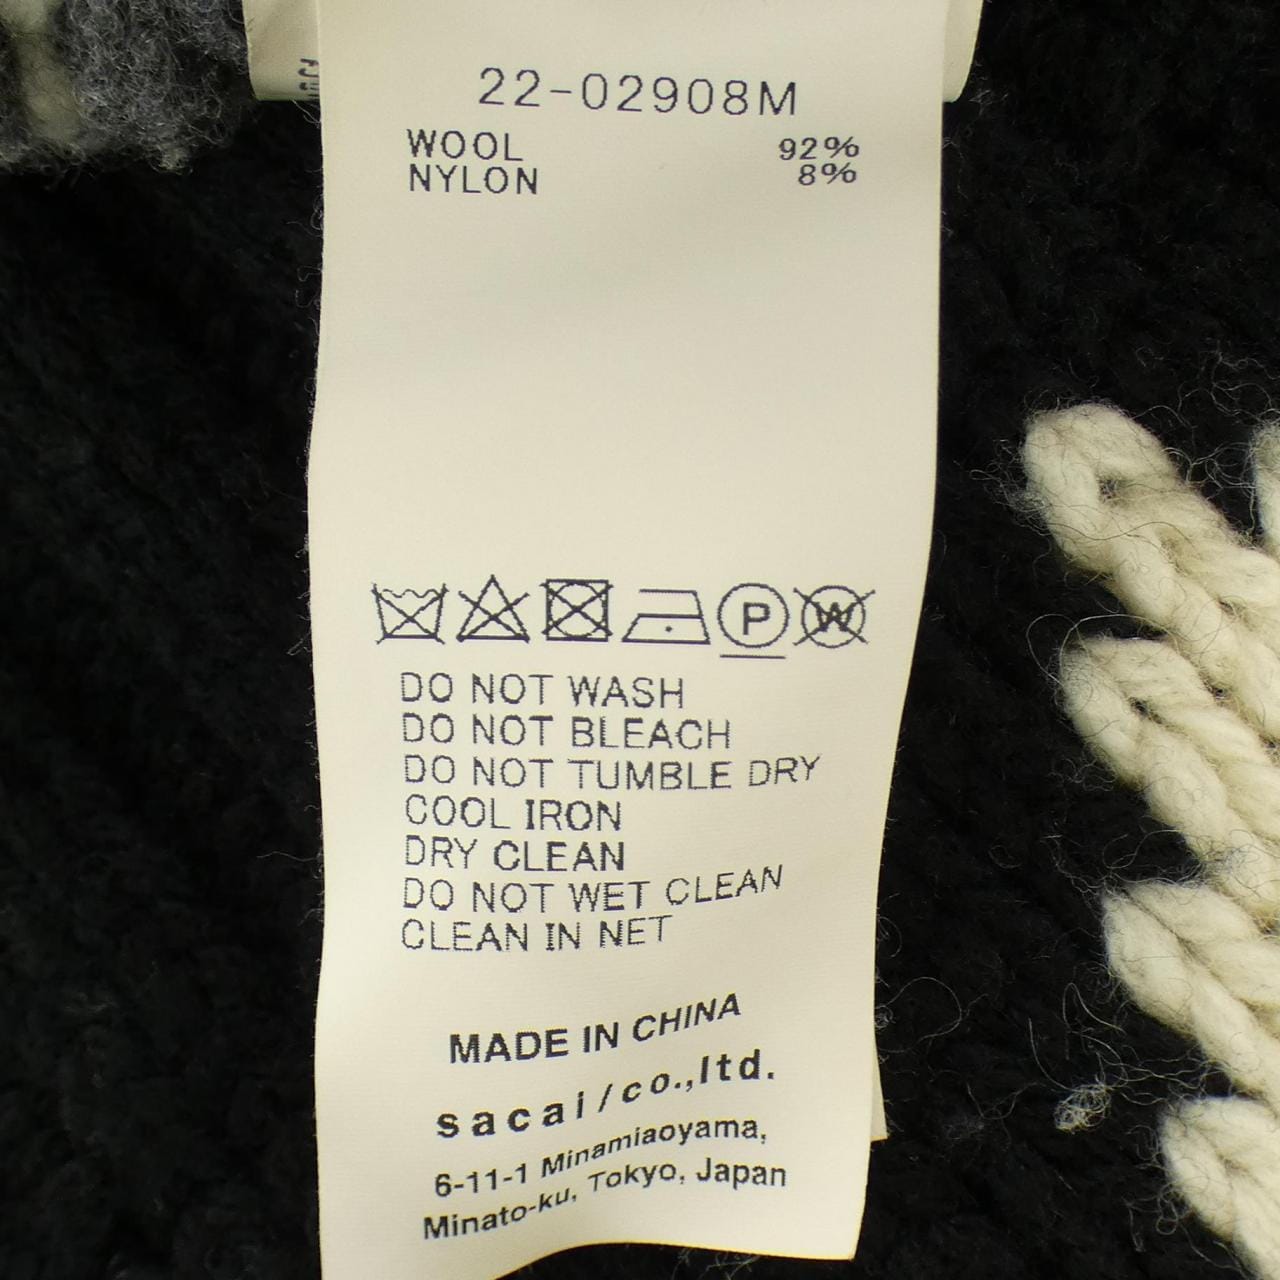 22-02908M
WOOL 92%
NYLON 8%
P W
DO NOT WASH
DO NOT BLEACH
DO NOT TUMBLE DRY
COOL IRON
DRY CLEAN
DO NOT WET CLEAN
CLEAN IN NET
MADE IN CHINA
sacai/co.,ltd.
6-11-1 Minamiaoyama,
Minato-ku, Tokyo, Japan